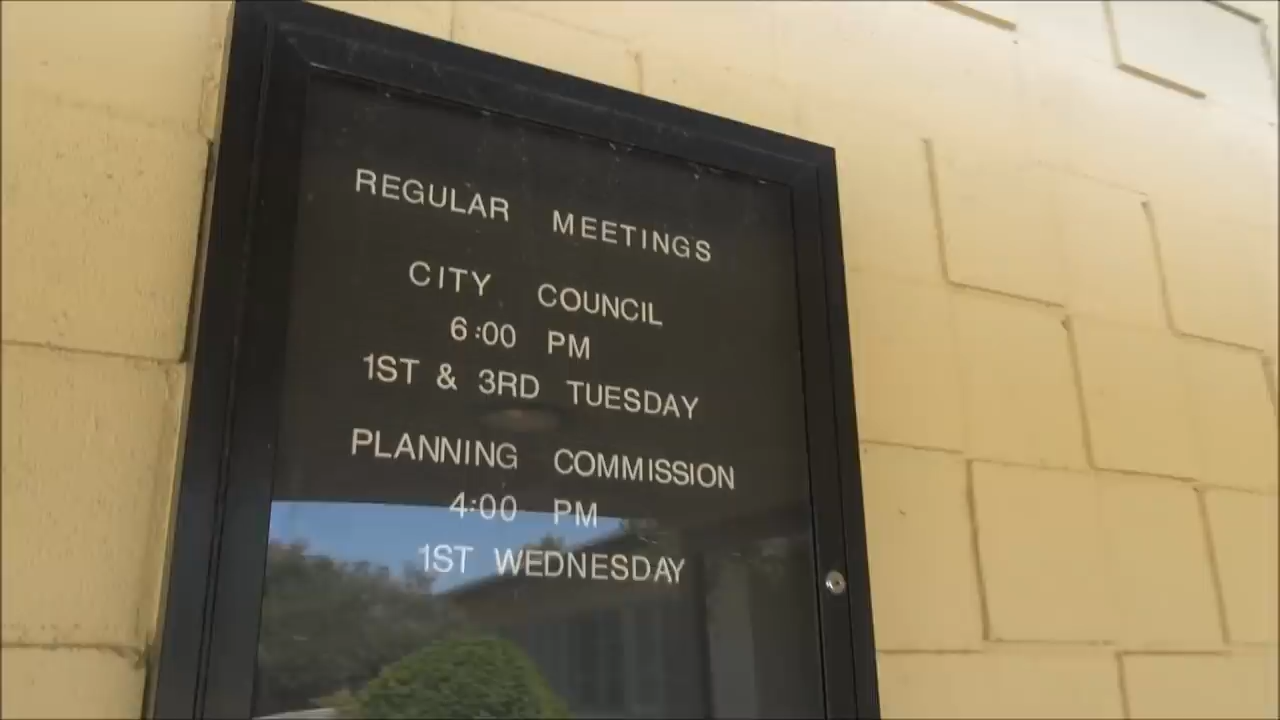 REGULAR MEETINGS
CITY COUNCIL
6:00 PM
1ST & 3RD TUESDAY
PLANNING COMMISSION
4:00 PM
1ST WEDNESDAY